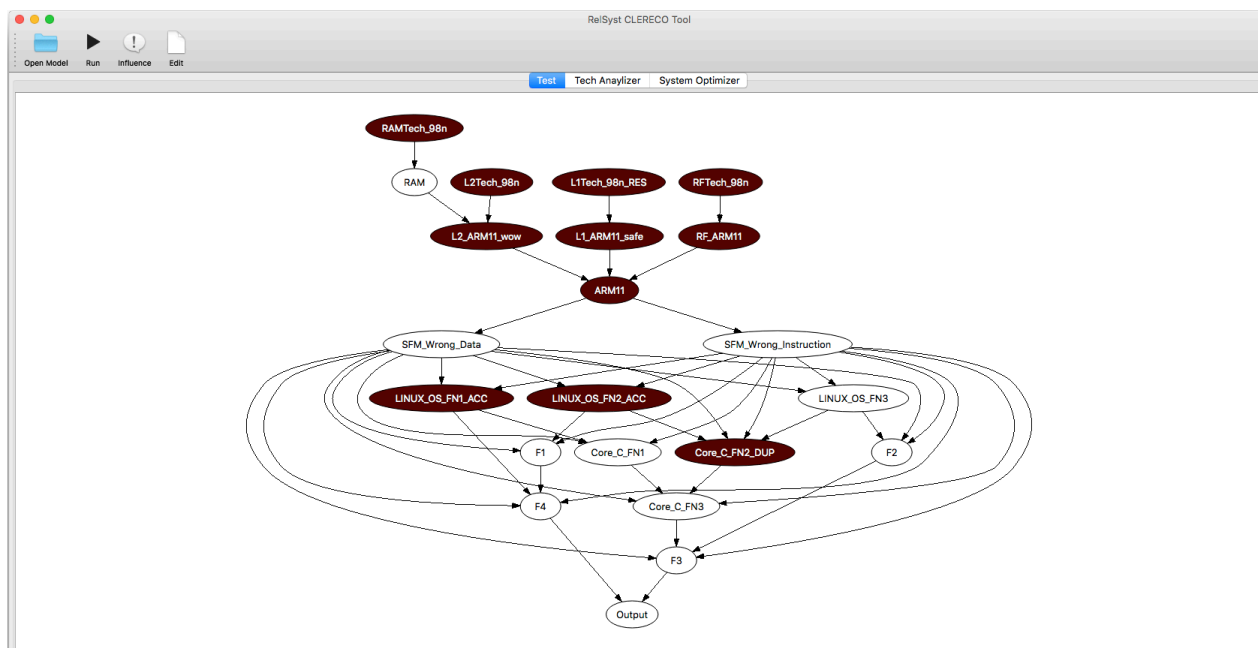 RelSyst CLERECO Tool
Open Model Run Influence Edit
Test Tech Anaylizer System Optimizer
RAMTech_98n
RAM L2Tech_98n L1Tech_98n_RES RFTech_98n
L2_ARM11_wow L1_ARM11_safe RF_ARM11
ARM11
SFM_Wrong_Data SFM_Wrong_Instruction
LINUX_OS_FN1_ACC LINUX_OS_FN2_ACC LINUX_OS_FN3
F1 Core_C_FN1 Core_C_FN2_DUP F2
F4 Core_C_FN3
F3
Output